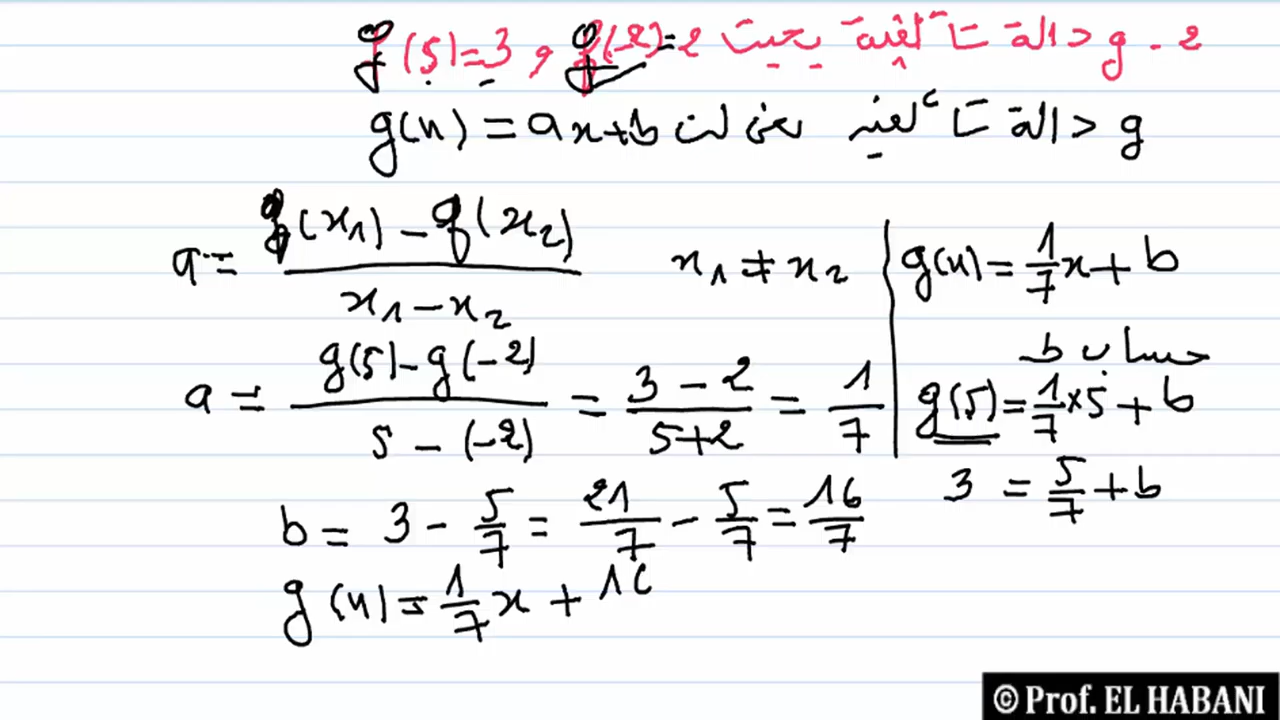 2 - g دالة تآلفية بحيث g(-2)=2 و g(5)=3
g دالة تآلفية يعني أن g(x) = ax+b
a = (g(x₁) - g(x₂)) / (x₁ - x₂)   x₁ ≠ x₂
a = (g(5) - g(-2)) / (5 - (-2)) = (3 - 2) / (5+2) = 1/7
g(x) = 1/7 x + b
حساب b
g(5) = 1/7 × 5 + b
3 = 5/7 + b
b = 3 - 5/7 = 21/7 - 5/7 = 16/7
g(x) = 1/7 x + 16
© Prof. EL HABANI